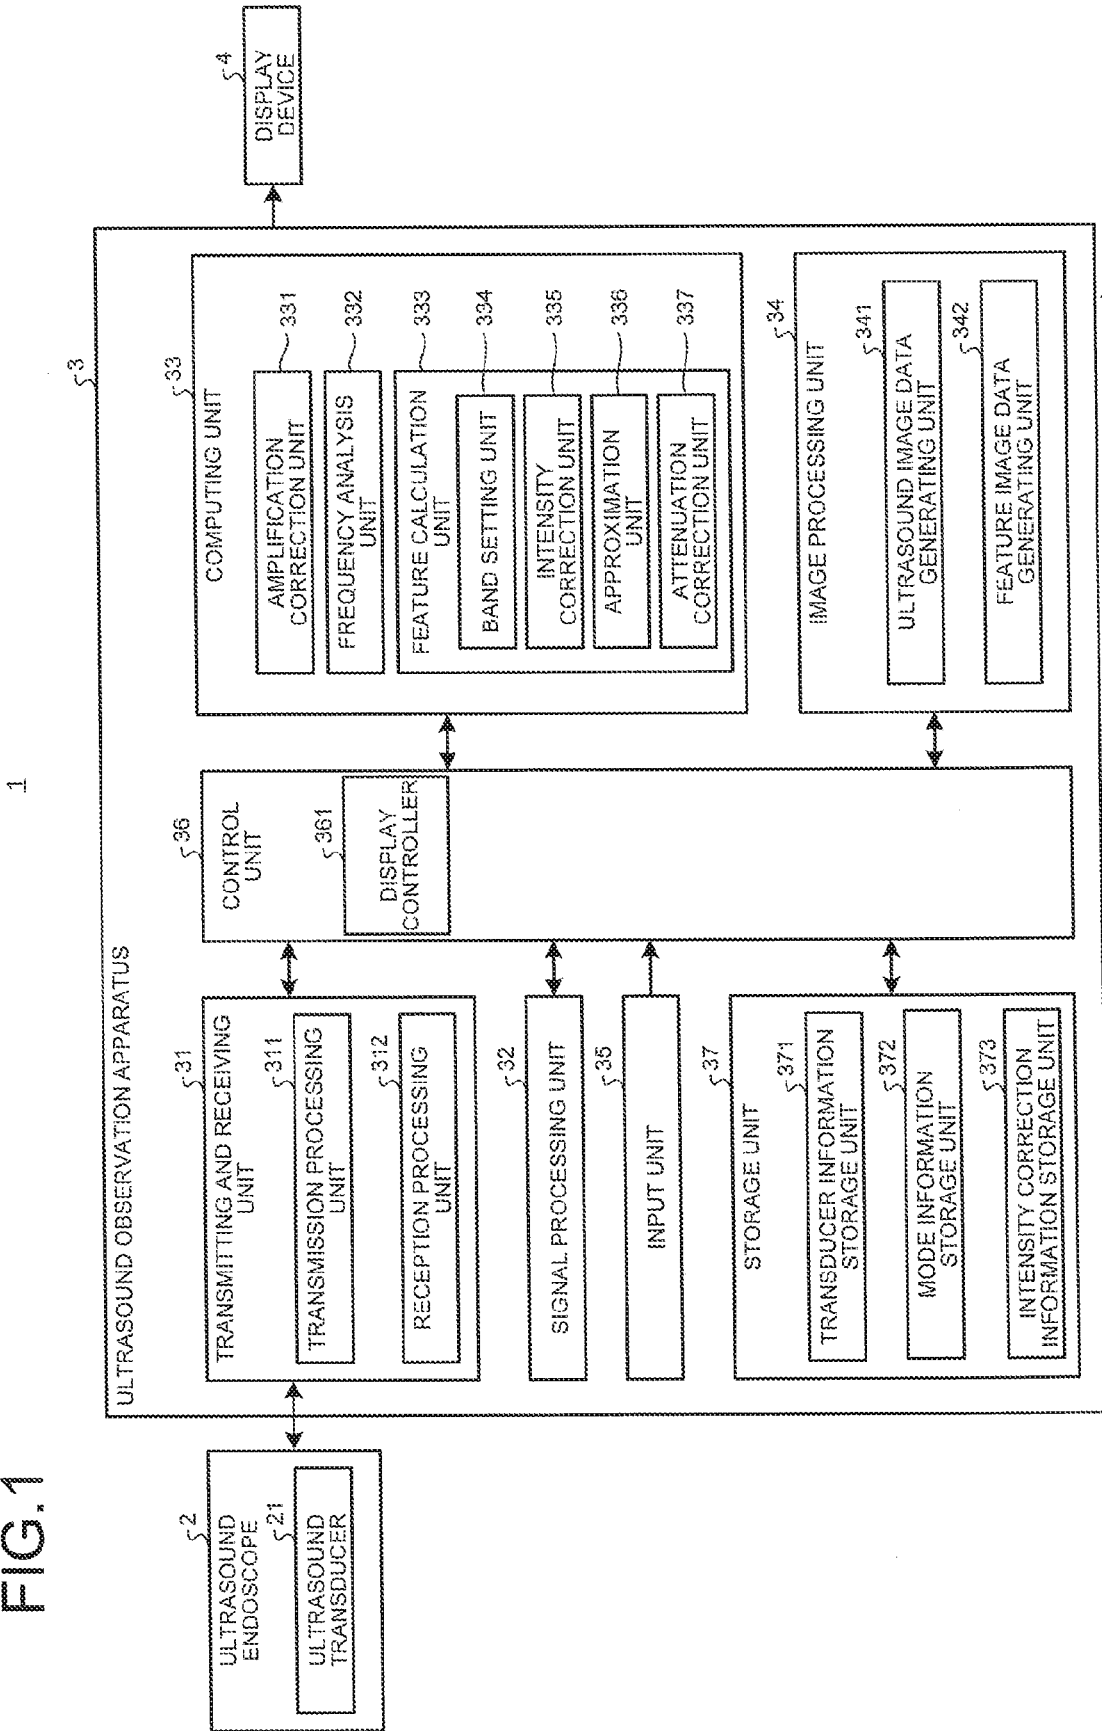 FIG.1
1
2
ULTRASOUND
ENDOSCOPE
21
ULTRASOUND
TRANSDUCER
3
ULTRASOUND OBSERVATION APPARATUS
31
TRANSMITTING AND RECEIVING
UNIT
311
TRANSMISSION PROCESSING
UNIT
312
RECEPTION PROCESSING
UNIT
32
SIGNAL PROCESSING UNIT
35
INPUT UNIT
37
STORAGE UNIT
371
TRANSDUCER INFORMATION
STORAGE UNIT
372
MODE INFORMATION
STORAGE UNIT
373
INTENSITY CORRECTION
INFORMATION STORAGE UNIT
36
CONTROL
UNIT
361
DISPLAY
CONTROLLER
33
COMPUTING UNIT
AMPLIFICATION
CORRECTION UNIT
331
FREQUENCY ANALYSIS
UNIT
332
FEATURE CALCULATION
UNIT
333
BAND SETTING UNIT
334
INTENSITY
CORRECTION UNIT
335
APPROXIMATION
UNIT
336
ATTENUATION
CORRECTION UNIT
337
34
IMAGE PROCESSING UNIT
341
ULTRASOUND IMAGE DATA
GENERATING UNIT
342
FEATURE IMAGE DATA
GENERATING UNIT
4
DISPLAY
DEVICE